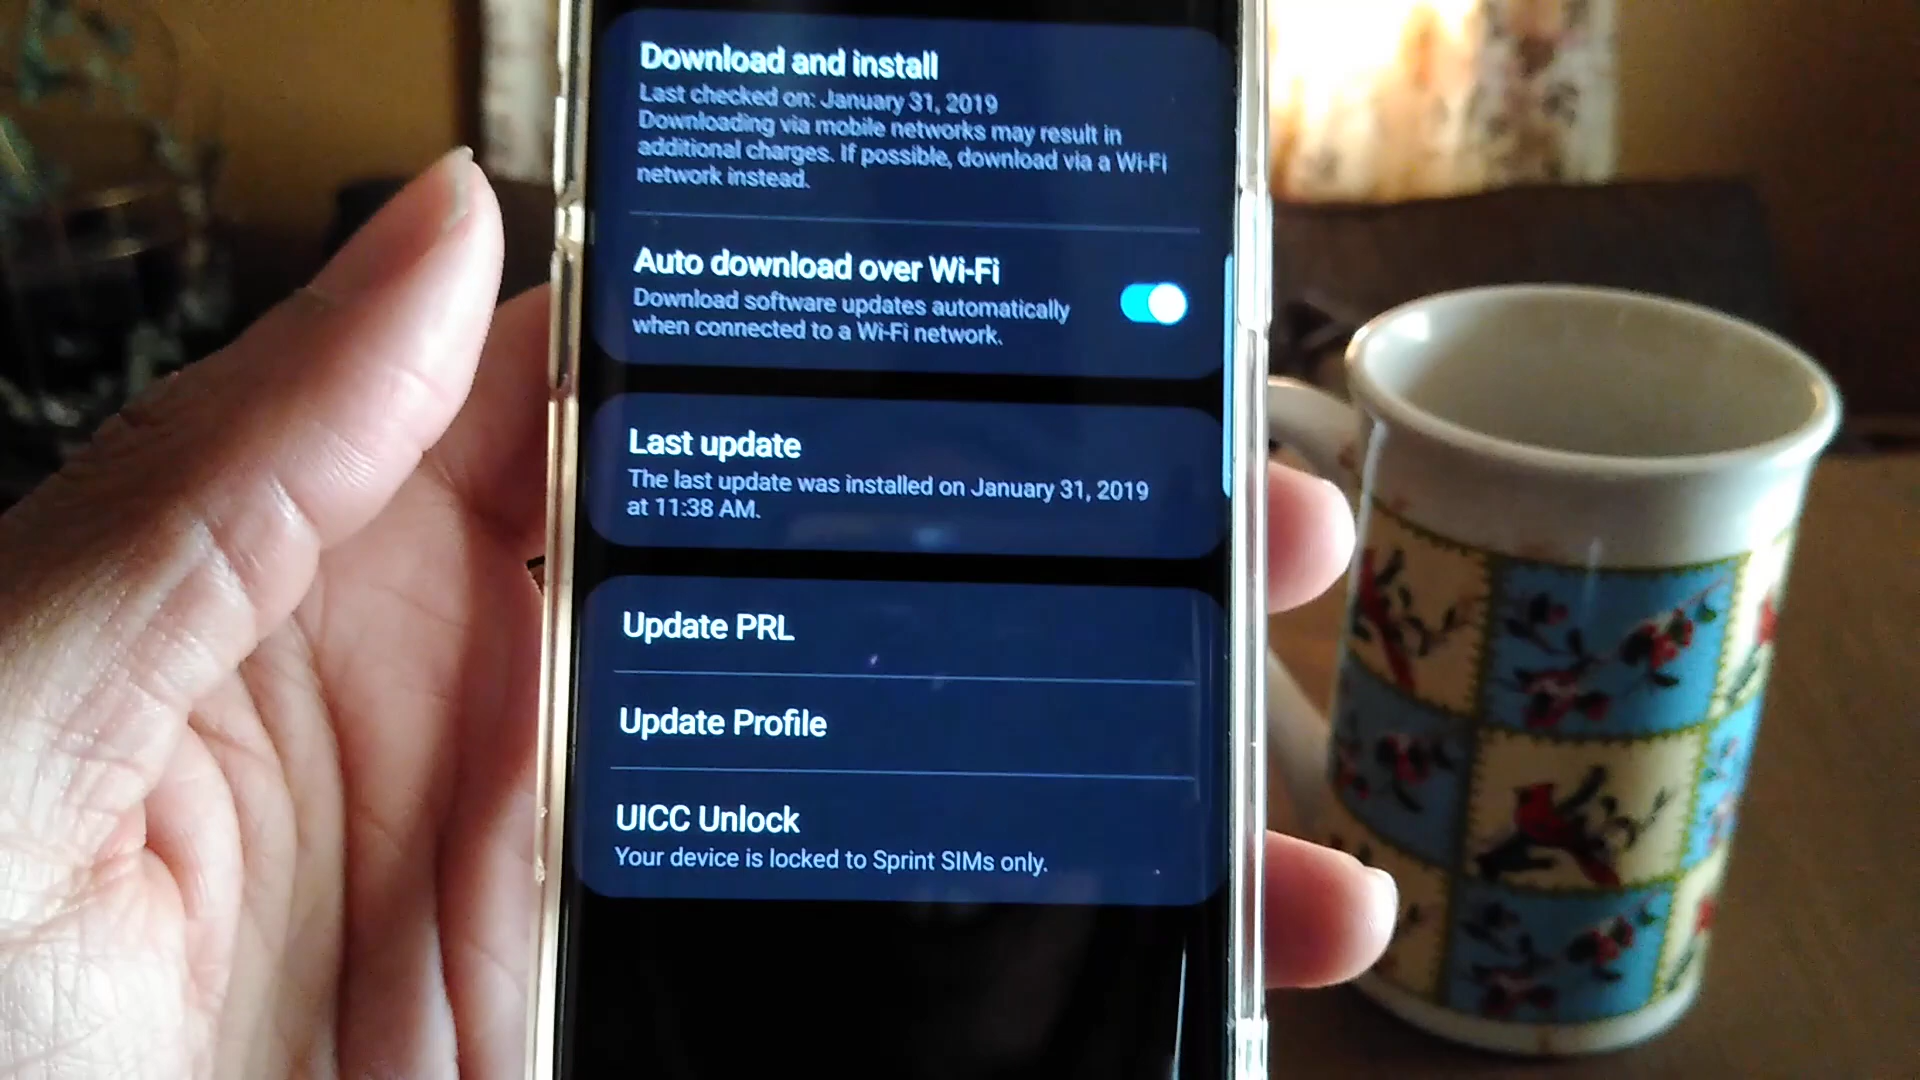 Download and install
Last checked on: January 31, 2019
Downloading via mobile networks may result in
additional charges. If possible, download via a Wi-Fi
network instead.
Auto download over Wi-Fi
Download software updates automatically
when connected to a Wi-Fi network.
Last update
The last update was installed on January 31, 2019
at 11:38 AM.
Update PRL
Update Profile
UICC Unlock
Your device is locked to Sprint SIMs only.